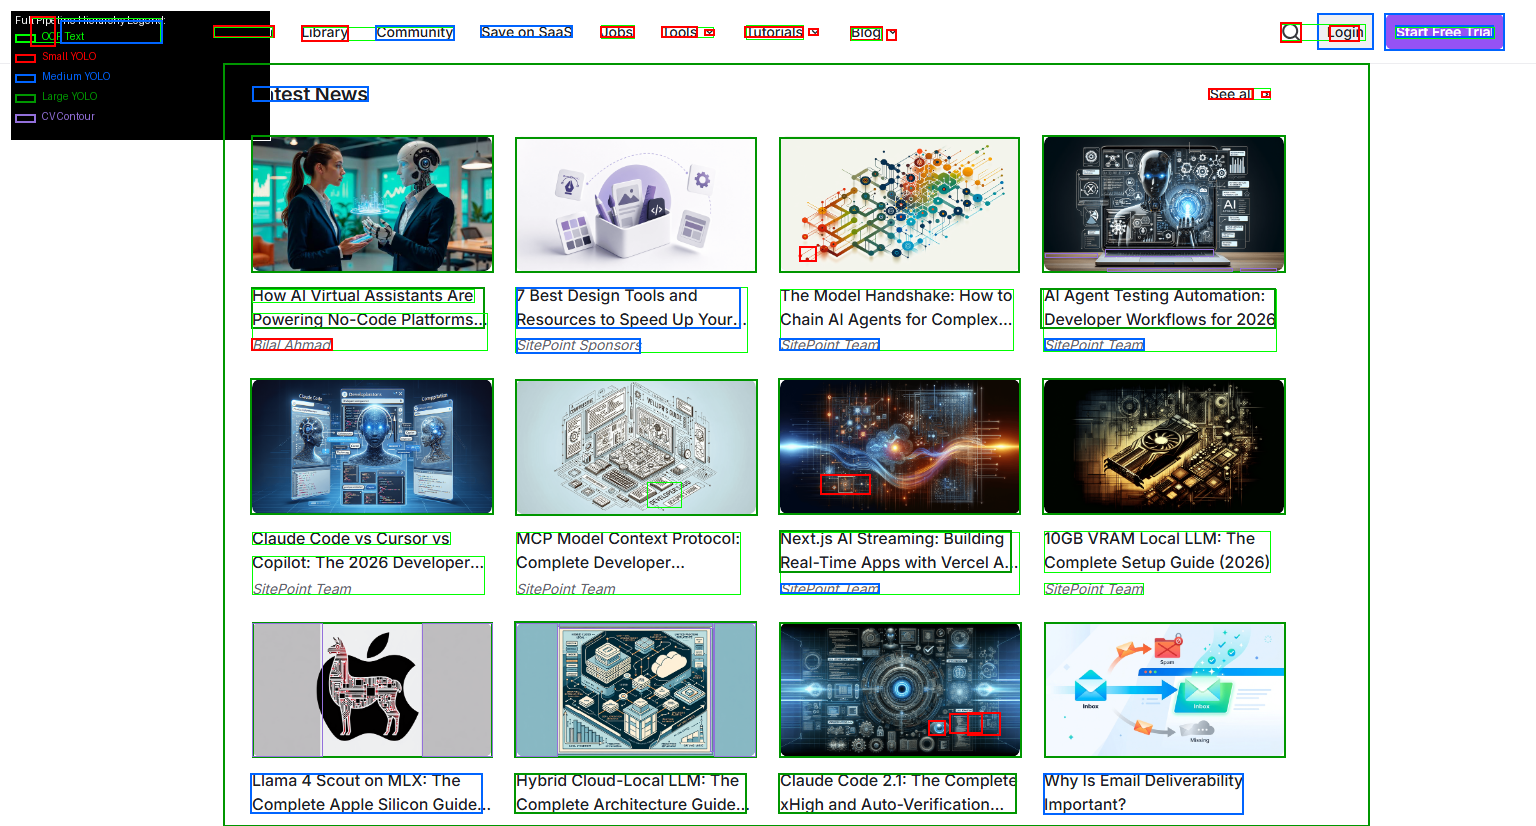 Full Pipeline Hierarchy Legend:
OCR Text
Small YOLO
Medium YOLO
Large YOLO
CV Contour
Library
Community
Save on SaaS
Jobs
Tools
Tutorials
Blog
Login
Start Free Trial
Latest News
See all
How AI Virtual Assistants Are
Powering No-Code Platforms...
Bilal Ahmad
7 Best Design Tools and
Resources to Speed Up Your...
SitePoint Sponsors
The Model Handshake: How to
Chain AI Agents for Complex...
SitePoint Team
AI
AI Agent Testing Automation:
Developer Workflows for 2026
SitePoint Team
Claude Code
Claude Code vs Cursor vs
Copilot: The 2026 Developer...
SitePoint Team
MCP Model Context Protocol:
Complete Developer...
SitePoint Team
Next.js AI Streaming: Building
Real-Time Apps with Vercel A...
SitePoint Team
10GB VRAM Local LLM: The
Complete Setup Guide (2026)
SitePoint Team
Llama 4 Scout on MLX: The
Complete Apple Silicon Guide...
Hybrid Cloud-Local LLM: The
Complete Architecture Guide...
Claude Code 2.1: The Complete
xHigh and Auto-Verification...
Spam
Inbox
Inbox
Missing
Why Is Email Deliverability
Important?